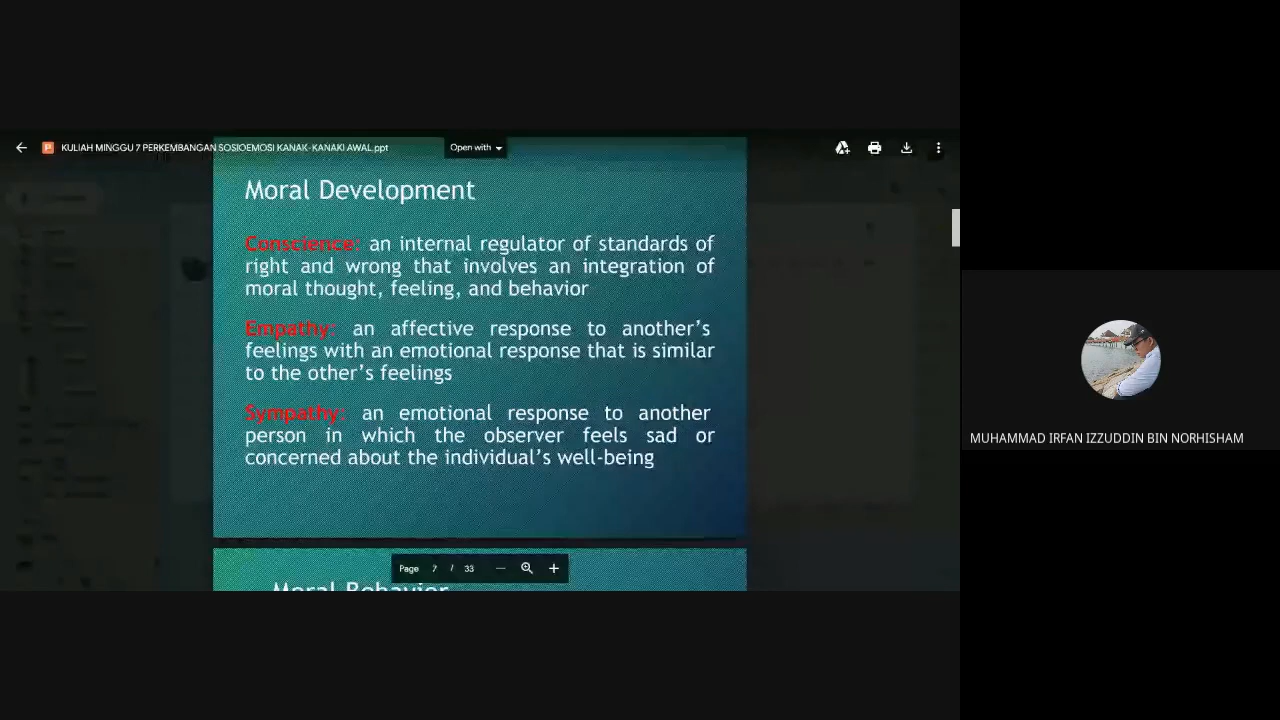 KULIAH MINGGU 7 PERKEMBANGAN SOSIOEMOSI KANAK-KANAKI AWAL.ppt
Open with
Moral Development
Conscience: an internal regulator of standards of
right and wrong that involves an integration of
moral thought, feeling, and behavior
Empathy: an affective response to another's
feelings with an emotional response that is similar
to the other's feelings
Sympathy: an emotional response to another
person in which the observer feels sad or
concerned about the individual's well-being
MUHAMMAD IRFAN IZZUDDIN BIN NORHISHAM
Page 7 / 33
Moral Behavior